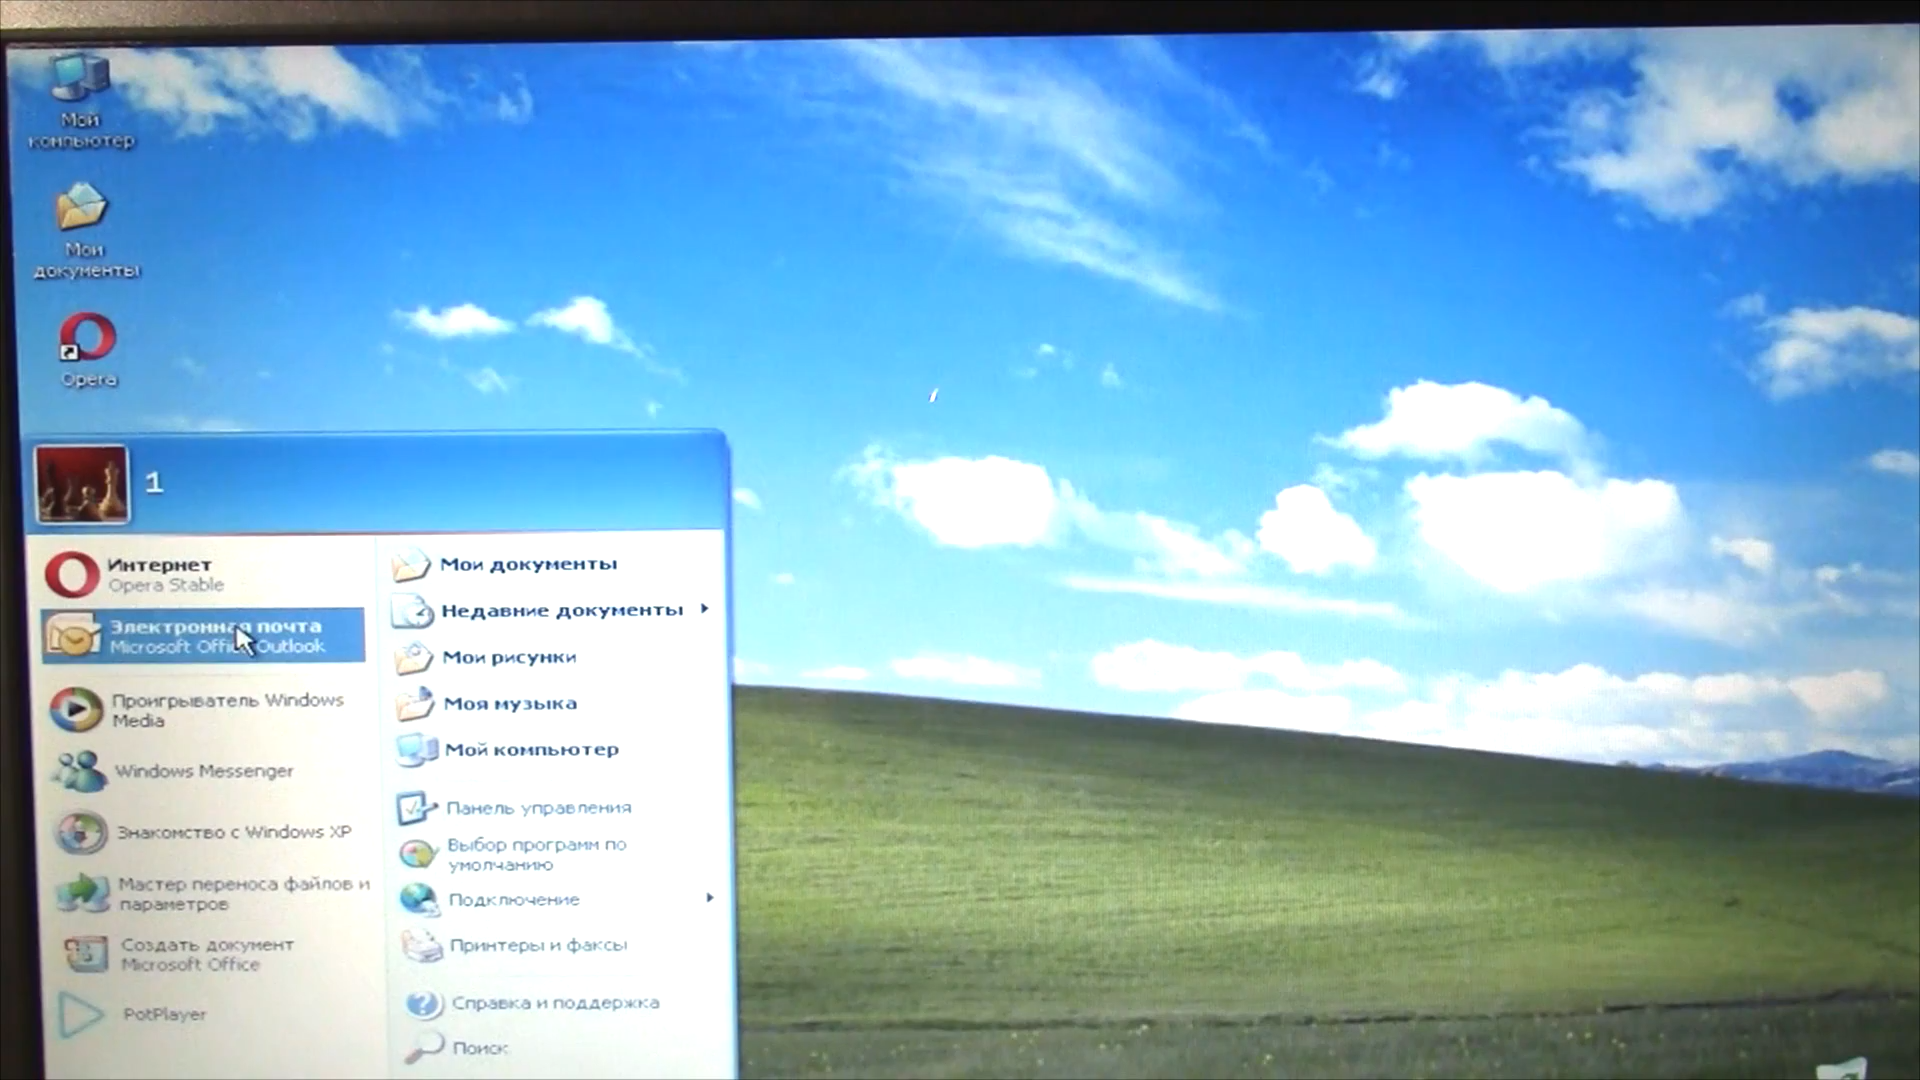 Мой
компьютер
Мои
документы
Opera
1
Интернет
Opera Stable
Электронная почта
Microsoft Office Outlook
Проигрыватель Windows
Media
Windows Messenger
Знакомство с Windows XP
Мастер переноса файлов и
параметров
Создать документ
Microsoft Office
PotPlayer
Мои документы
Недавние документы
Мои рисунки
Моя музыка
Мой компьютер
Панель управления
Выбор программ по
умолчанию
Подключение
Принтеры и факсы
Справка и поддержка
Поиск